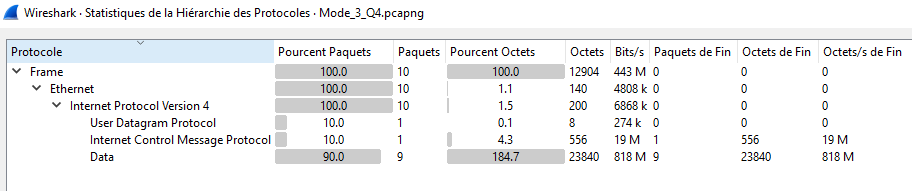 Wireshark · Statistiques de la Hiérarchie des Protocoles · Mode_3_Q4.pcapng
Protocole Pourcent Paquets Paquets Pourcent Octets Octets Bits/s Paquets de Fin Octets de Fin Octets/s de Fin
Frame 100.0 10 100.0 12904 443 M 0 0 0
Ethernet 100.0 10 1.1 140 4808 k 0 0 0
Internet Protocol Version 4 100.0 10 1.5 200 6868 k 0 0 0
User Datagram Protocol 10.0 1 0.1 8 274 k 0 0 0
Internet Control Message Protocol 10.0 1 4.3 556 19 M 1 556 19 M
Data 90.0 9 184.7 23840 818 M 9 23840 818 M